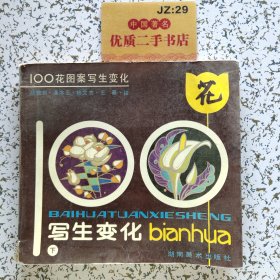 JZ:29
中国著名
优质二手书店
100花图案写生变化
花
BAIHUATUANXIESHENG
下
写生变化 bianhua
湖南美术出版社